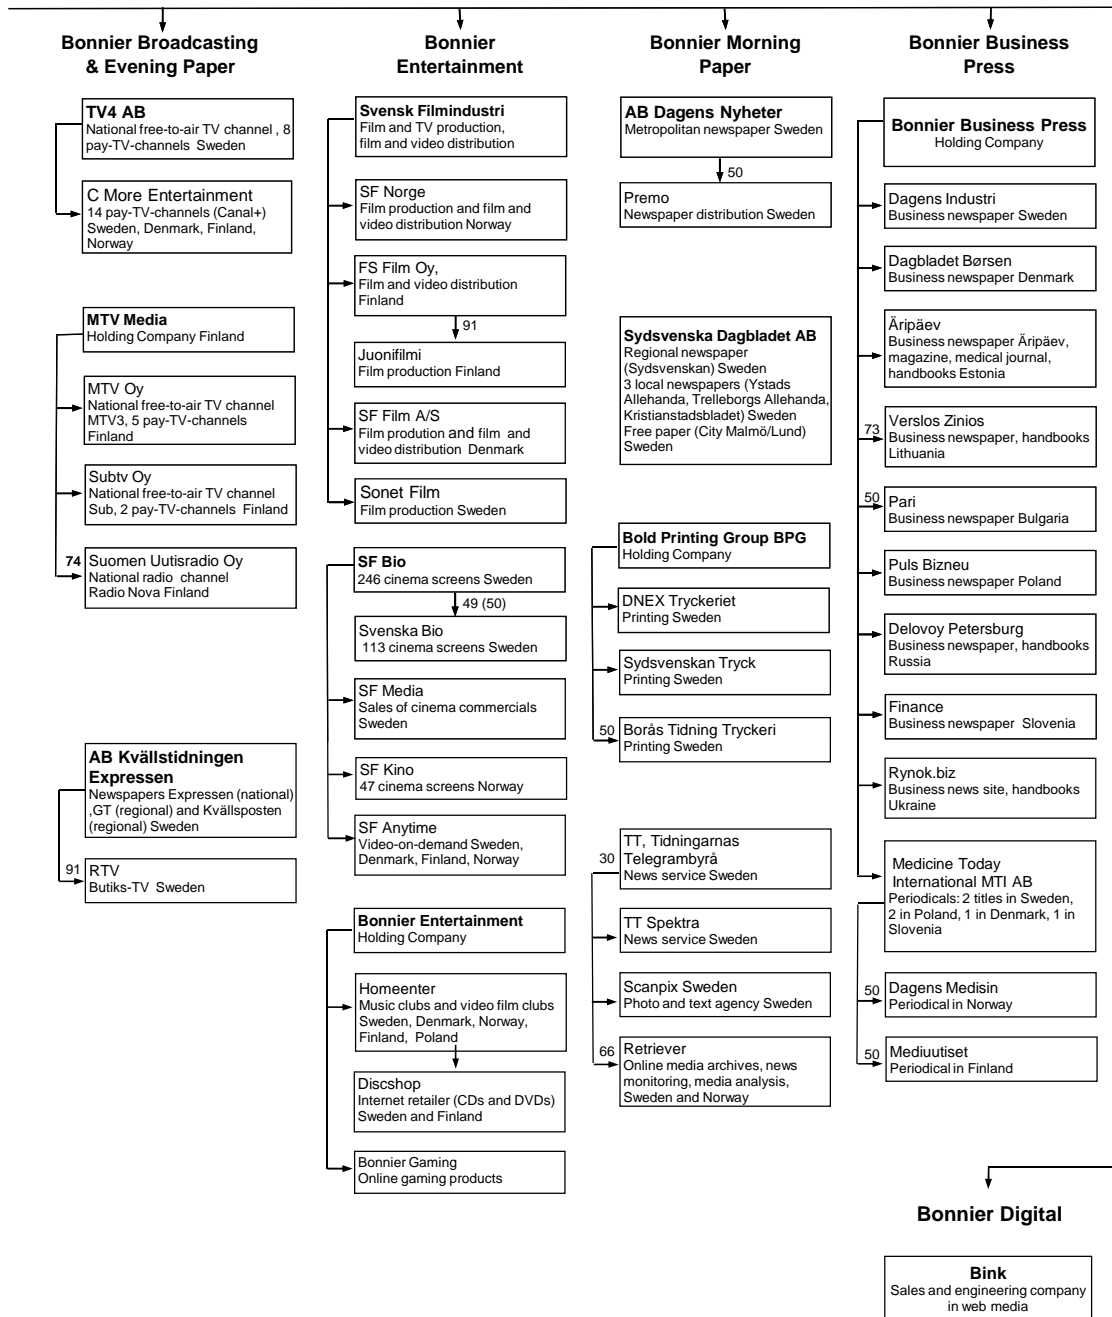 Bonnier Broadcasting
& Evening Paper
TV4 AB
National free-to-air TV channel , 8
pay-TV-channels Sweden
C More Entertainment
14 pay-TV-channels (Canal+)
Sweden, Denmark, Finland,
Norway
MTV Media
Holding Company Finland
MTV Oy
National free-to-air TV channel
MTV3, 5 pay-TV-channels
Finland
Subtv Oy
National free-to-air TV channel
Sub, 2 pay-TV-channels Finland
74
Suomen Uutisradio Oy
National radio channel
Radio Nova Finland
AB Kvällstidningen
Expressen
Newspapers Expressen (national)
,GT (regional) and Kvällsposten
(regional) Sweden
91
RTV
Butiks-TV Sweden
Bonnier
Entertainment
Svensk Filmindustri
Film and TV production,
film and video distribution
SF Norge
Film production and film and
video distribution Norway
FS Film Oy,
Film and video distribution
Finland
91
Juonifilmi
Film production Finland
SF Film A/S
Film prodution and film and
video distribution Denmark
Sonet Film
Film production Sweden
SF Bio
246 cinema screens Sweden
49 (50)
Svenska Bio
113 cinema screens Sweden
SF Media
Sales of cinema commercials
Sweden
SF Kino
47 cinema screens Norway
SF Anytime
Video-on-demand Sweden,
Denmark, Finland, Norway
Bonnier Entertainment
Holding Company
Homeenter
Music clubs and video film clubs
Sweden, Denmark, Norway,
Finland, Poland
Discshop
Internet retailer (CDs and DVDs)
Sweden and Finland
Bonnier Gaming
Online gaming products
Bonnier Morning
Paper
AB Dagens Nyheter
Metropolitan newspaper Sweden
50
Premo
Newspaper distribution Sweden
Sydsvenska Dagbladet AB
Regional newspaper
(Sydsvenskan) Sweden
3 local newspapers (Ystads
Allehanda, Trelleborgs Allehanda,
Kristianstadsbladet) Sweden
Free paper (City Malmö/Lund)
Sweden
Bold Printing Group BPG
Holding Company
DNEX Tryckeriet
Printing Sweden
Sydsvenskan Tryck
Printing Sweden
50
Borås Tidning Tryckeri
Printing Sweden
30
TT, Tidningarnas
Telegrambyrå
News service Sweden
TT Spektra
News service Sweden
Scanpix Sweden
Photo and text agency Sweden
66
Retriever
Online media archives, news
monitoring, media analysis,
Sweden and Norway
Bonnier Business
Press
Bonnier Business Press
Holding Company
Dagens Industri
Business newspaper Sweden
Dagbladet Børsen
Business newspaper Denmark
Äripäev
Business newspaper Äripäev,
magazine, medical journal,
handbooks Estonia
73
Verslos Zinios
Business newspaper, handbooks
Lithuania
50
Pari
Business newspaper Bulgaria
Puls Bizneu
Business newspaper Poland
Delovoy Petersburg
Business newspaper, handbooks
Russia
Finance
Business newspaper Slovenia
Rynok.biz
Business news site, handbooks
Ukraine
Medicine Today
International MTI AB
Periodicals: 2 titles in Sweden,
2 in Poland, 1 in Denmark, 1 in
Slovenia
50
Dagens Medisin
Periodical in Norway
50
Mediuutiset
Periodical in Finland
Bonnier Digital
Bink
Sales and engineering company
in web media